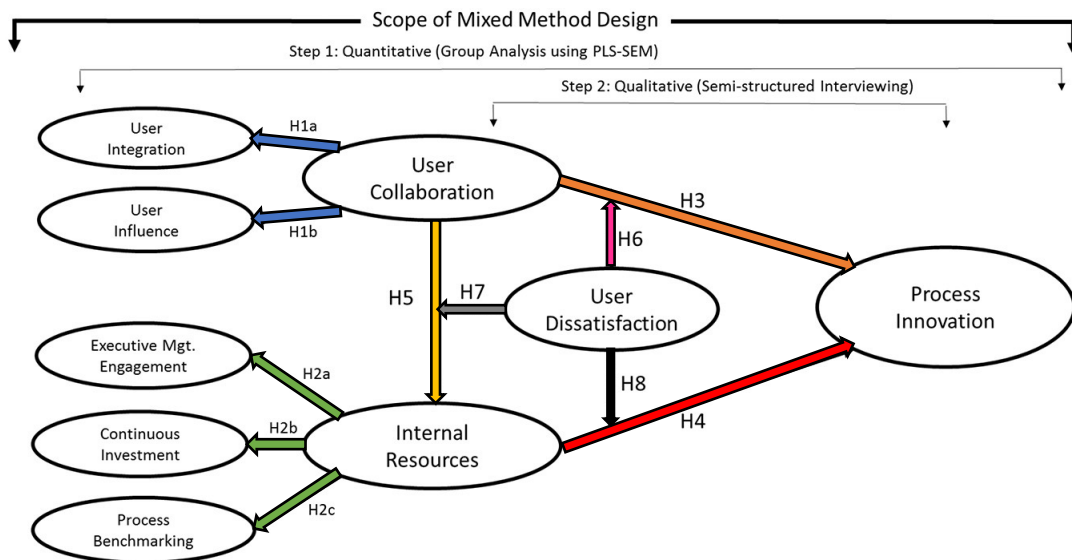 Scope of Mixed Method Design
Step 1: Quantitative (Group Analysis using PLS-SEM)
Step 2: Qualitative (Semi-structured Interviewing)
User
Integration
H1a
User
Collaboration
User
Influence
H1b
H3
H6
H5
H7
User
Dissatisfaction
Process
Innovation
Executive Mgt.
Engagement
H2a
H8
H4
Continuous
Investment
H2b
Internal
Resources
Process
Benchmarking
H2c